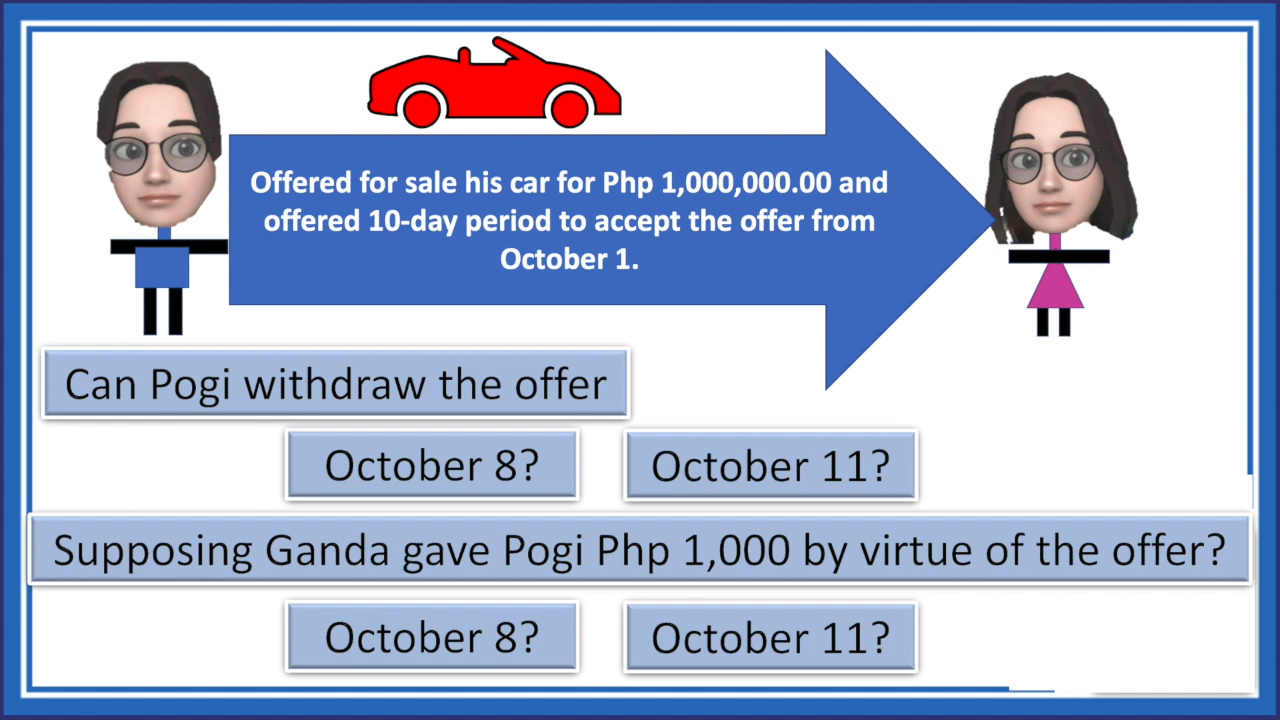 Offered for sale his car for Php 1,000,000.00 and
offered 10-day period to accept the offer from
October 1.
Can Pogi withdraw the offer
October 8?
October 11?
Supposing Ganda gave Pogi Php 1,000 by virtue of the offer?
October 8?
October 11?